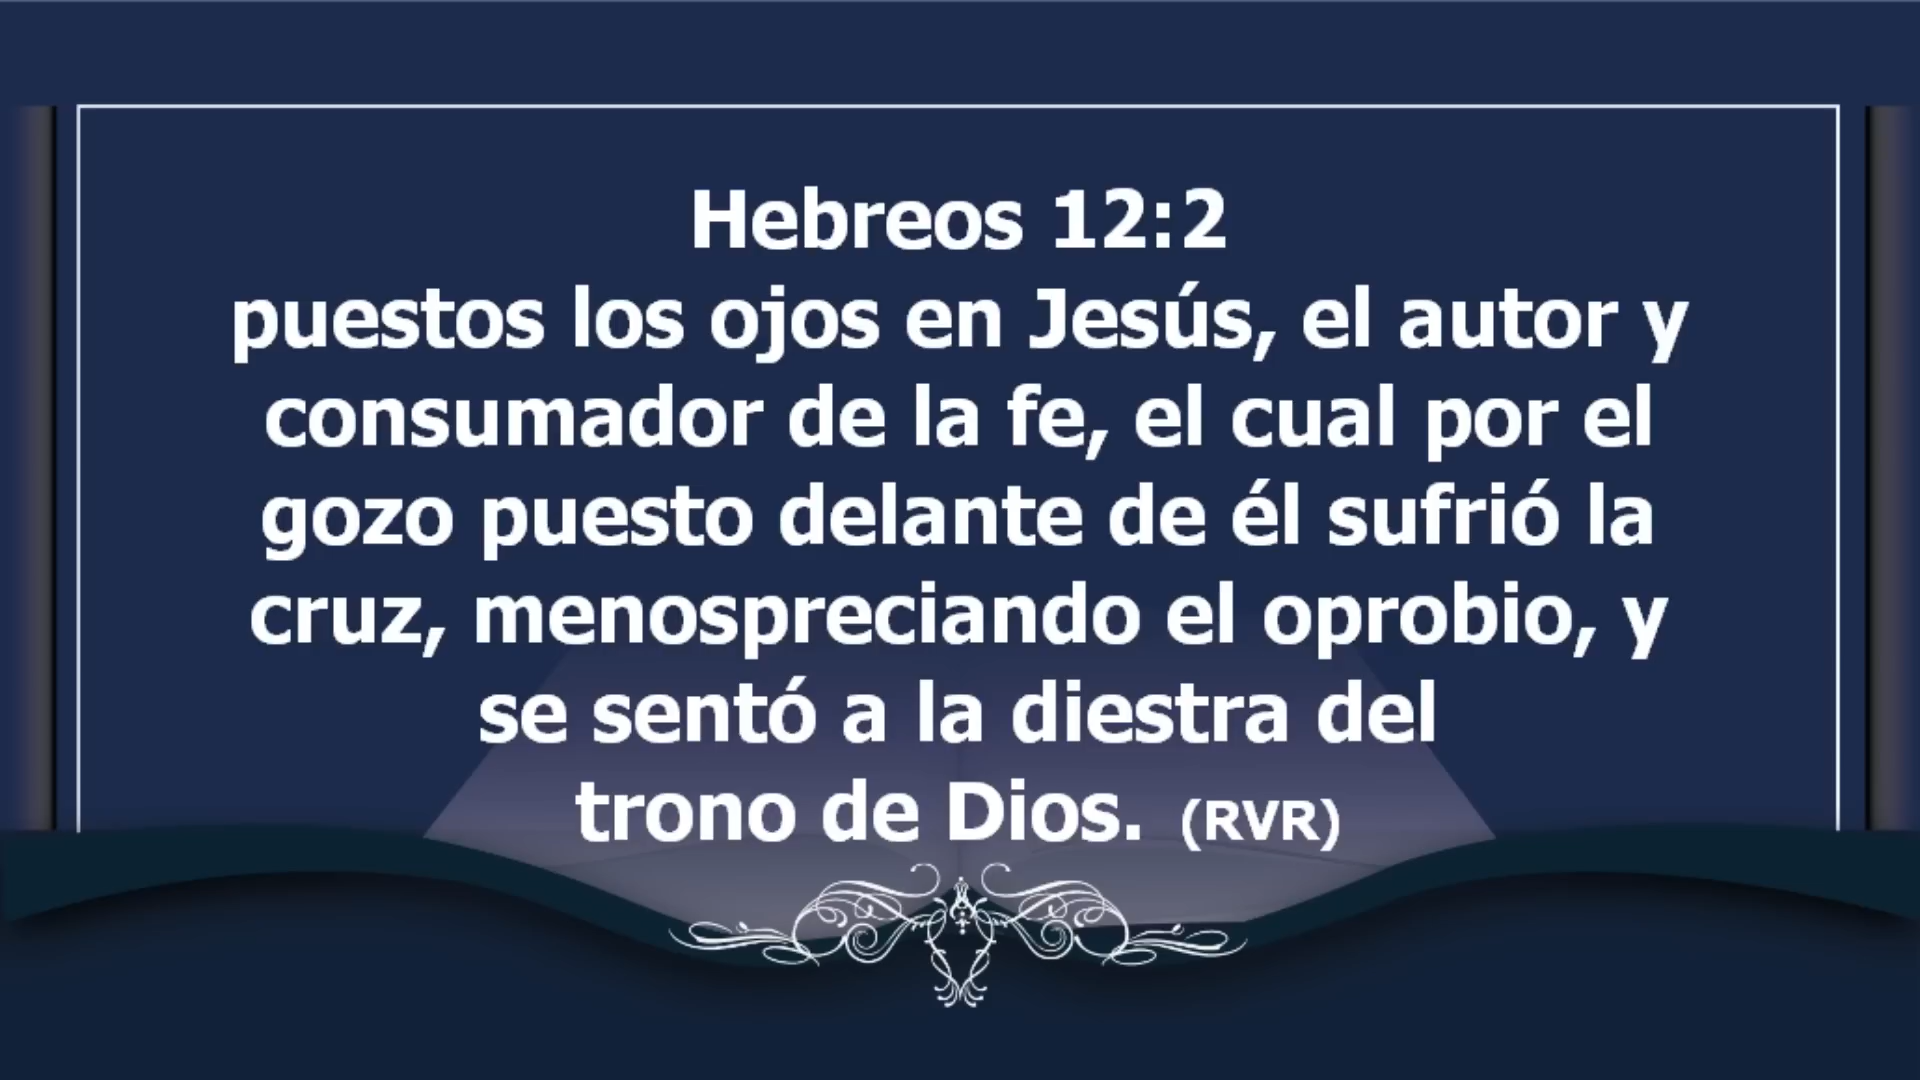 Hebreos 12:2
puestos los ojos en Jesús, el autor y
consumador de la fe, el cual por el
gozo puesto delante de él sufrió la
cruz, menospreciando el oprobio, y
se sentó a la diestra del
trono de Dios. (RVR)